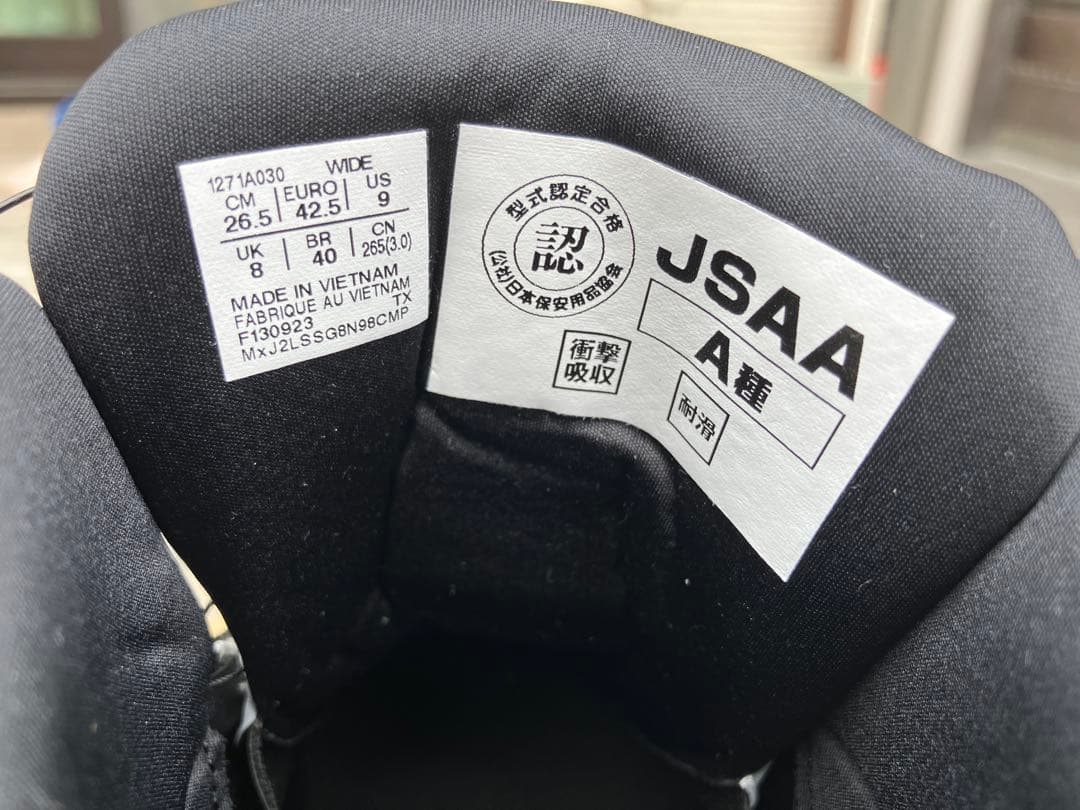 1271A030 WIDE
CM EURO US
26.5 42.5 9
UK BR CN
8 40 265(3.0)
MADE IN VIETNAM
FABRIQUE AU VIETNAM
F130923 TX
MxJ2LSSG8N98CMP
型式認定合格
認
(公社)日本保安用品協会
JSAA
A種
衝撃
吸収
耐滑